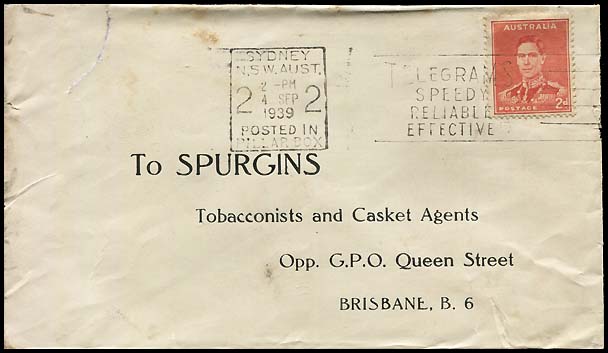 SYDNEY
N.S.W. AUST.
2 -PM
2 4 SEP 2
1939
POSTED IN
PILLAR BOX
TELEGRAMS
SPEEDY
RELIABLE
EFFECTIVE
AUSTRALIA
POSTAGE 2d
To SPURGINS
Tobacconists and Casket Agents
Opp. G.P.O. Queen Street
BRISBANE, B. 6